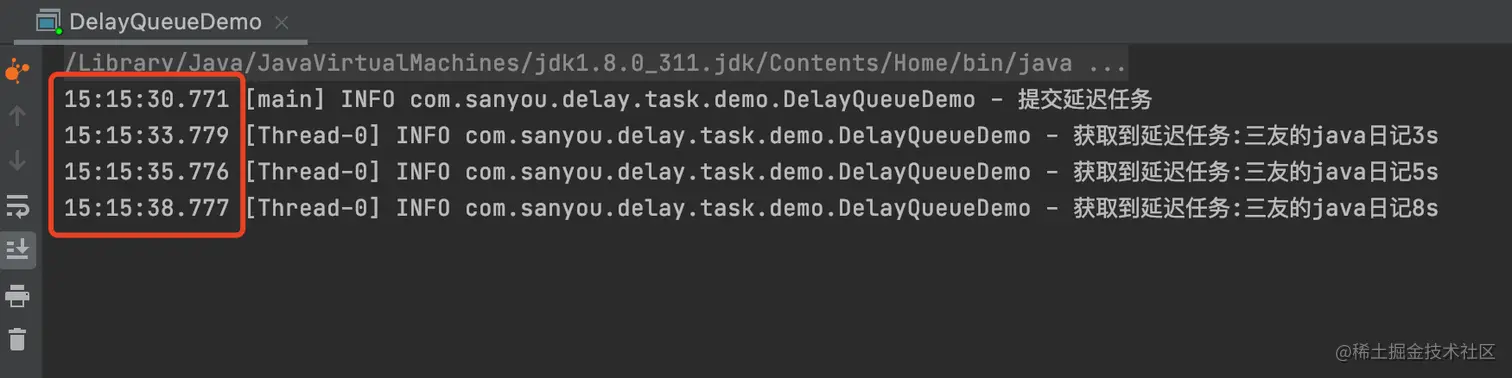 DelayQueueDemo
/Library/Java/JavaVirtualMachines/jdk1.8.0_311.jdk/Contents/Home/bin/java ...
15:15:30.771 [main] INFO com.sanyou.delay.task.demo.DelayQueueDemo - 提交延迟任务
15:15:33.779 [Thread-0] INFO com.sanyou.delay.task.demo.DelayQueueDemo - 获取到延迟任务:三友的java日记3s
15:15:35.776 [Thread-0] INFO com.sanyou.delay.task.demo.DelayQueueDemo - 获取到延迟任务:三友的java日记5s
15:15:38.777 [Thread-0] INFO com.sanyou.delay.task.demo.DelayQueueDemo - 获取到延迟任务:三友的java日记8s
@稀土掘金技术社区